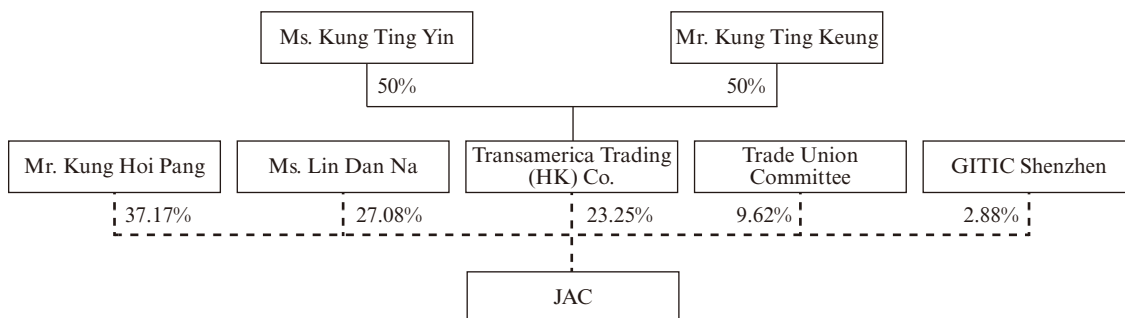 Ms. Kung Ting Yin
Mr. Kung Ting Keung
50%
50%
Mr. Kung Hoi Pang
Ms. Lin Dan Na
Transamerica Trading
(HK) Co.
Trade Union
Committee
GITIC Shenzhen
37.17%
27.08%
23.25%
9.62%
2.88%
JAC